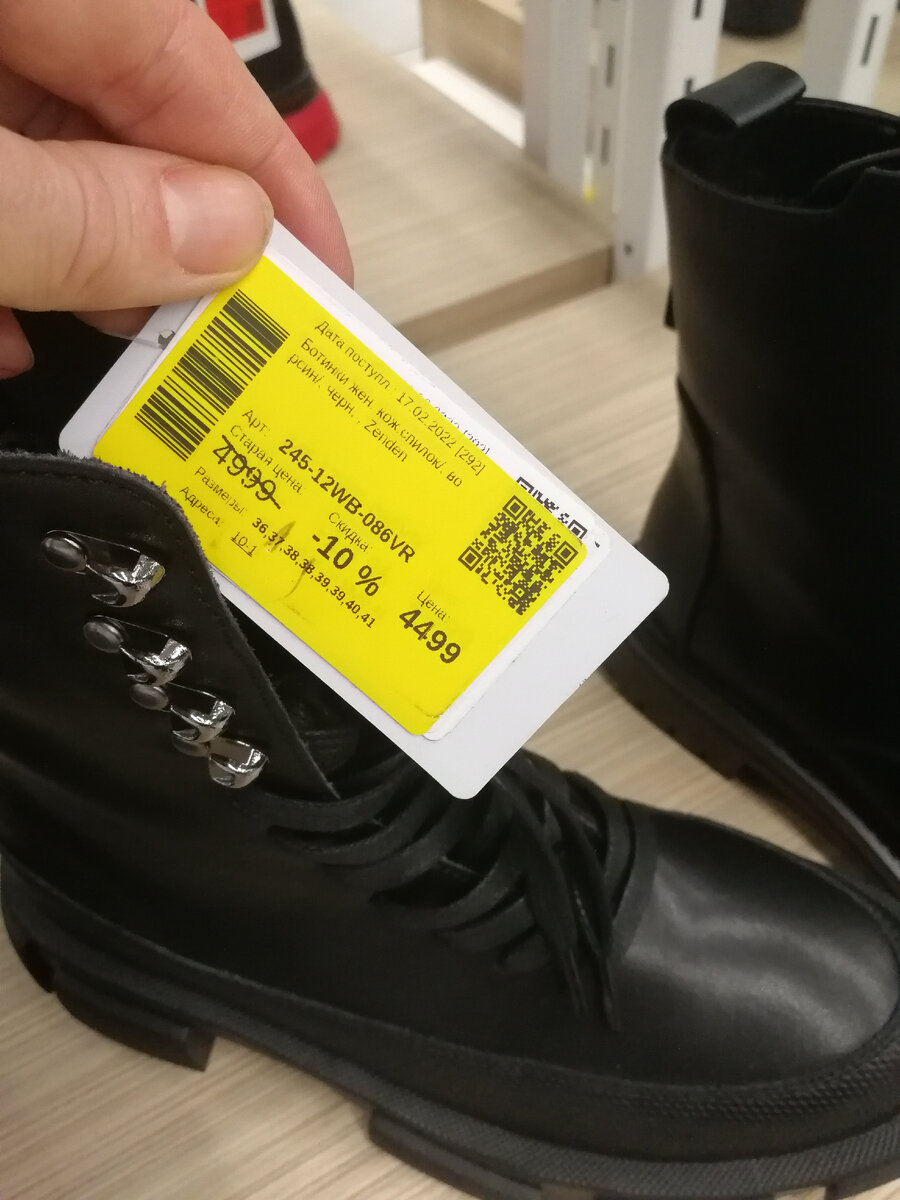 Дата поступл.: 17.02.2022 [292]
Ботинки жен. кож.спилок/. во
рсин/. черн. . Zenden
Арт.: 245-12WB-086VR
Старая цена:
4999
Скидка:
-10 %
Цена:
4499
Размеры: 36,37,38,38,39,39,40,41
Адреса:
10-1